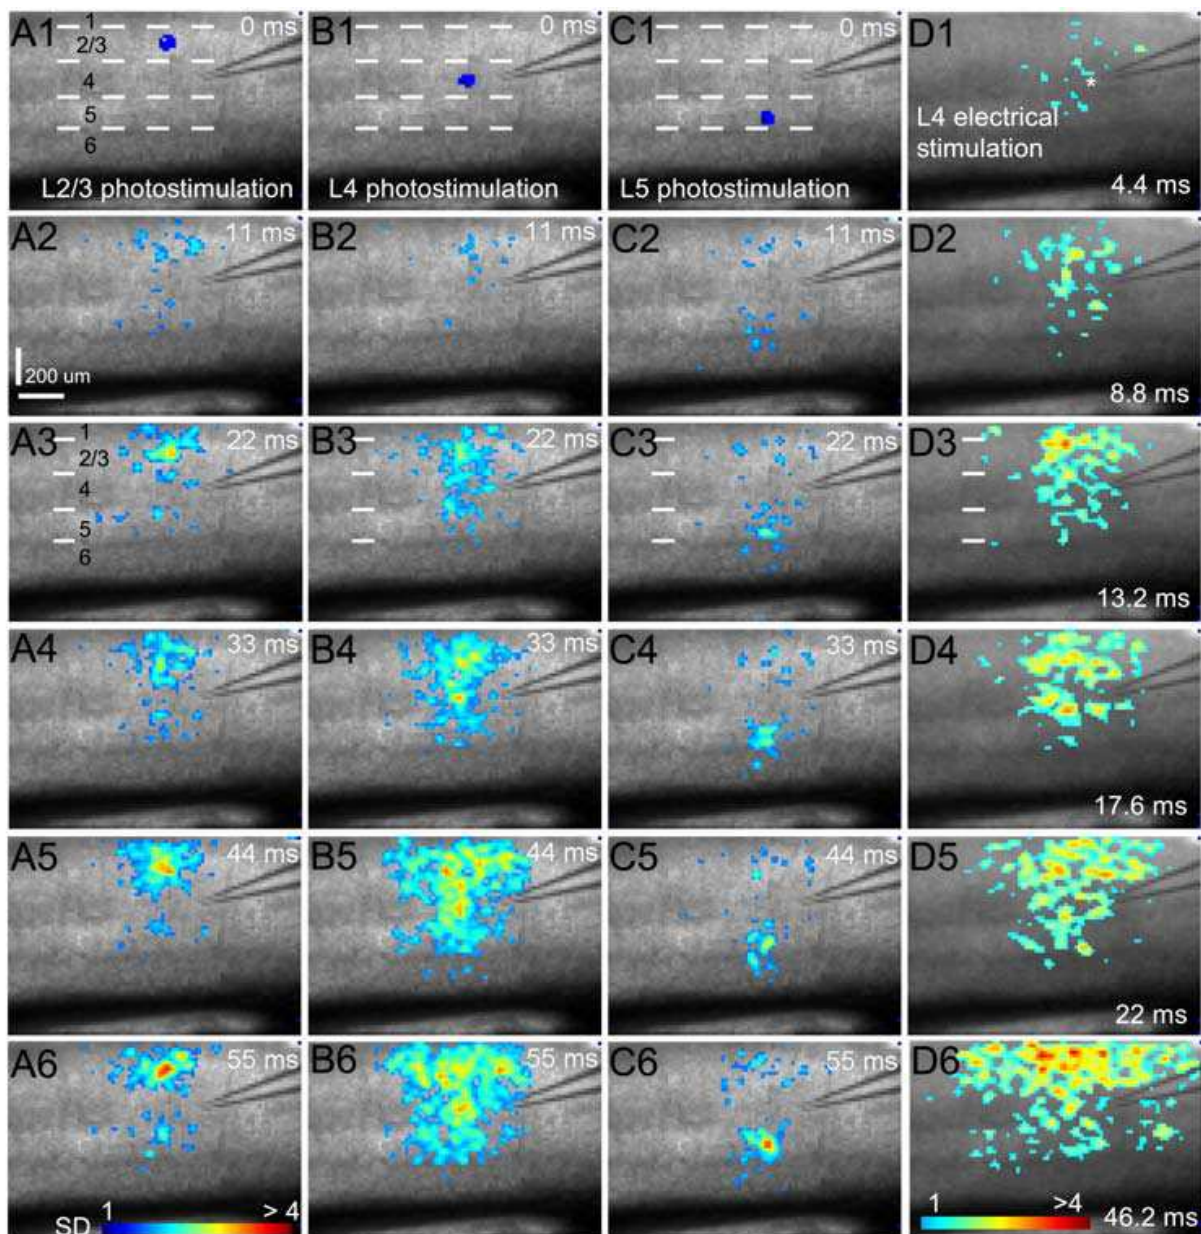 A1
1
2/3
4
5
6
0 ms
L2/3 photostimulation
B1
0 ms
L4 photostimulation
C1
0 ms
L5 photostimulation
D1
*
L4 electrical
stimulation
4.4 ms
A2
11 ms
200 um
B2
11 ms
C2
11 ms
D2
8.8 ms
A3
1
2/3
4
5
6
22 ms
B3
22 ms
C3
22 ms
D3
13.2 ms
A4
33 ms
B4
33 ms
C4
33 ms
D4
17.6 ms
A5
44 ms
B5
44 ms
C5
44 ms
D5
22 ms
A6
55 ms
SD
1
> 4
B6
55 ms
C6
55 ms
D6
1
>4
46.2 ms